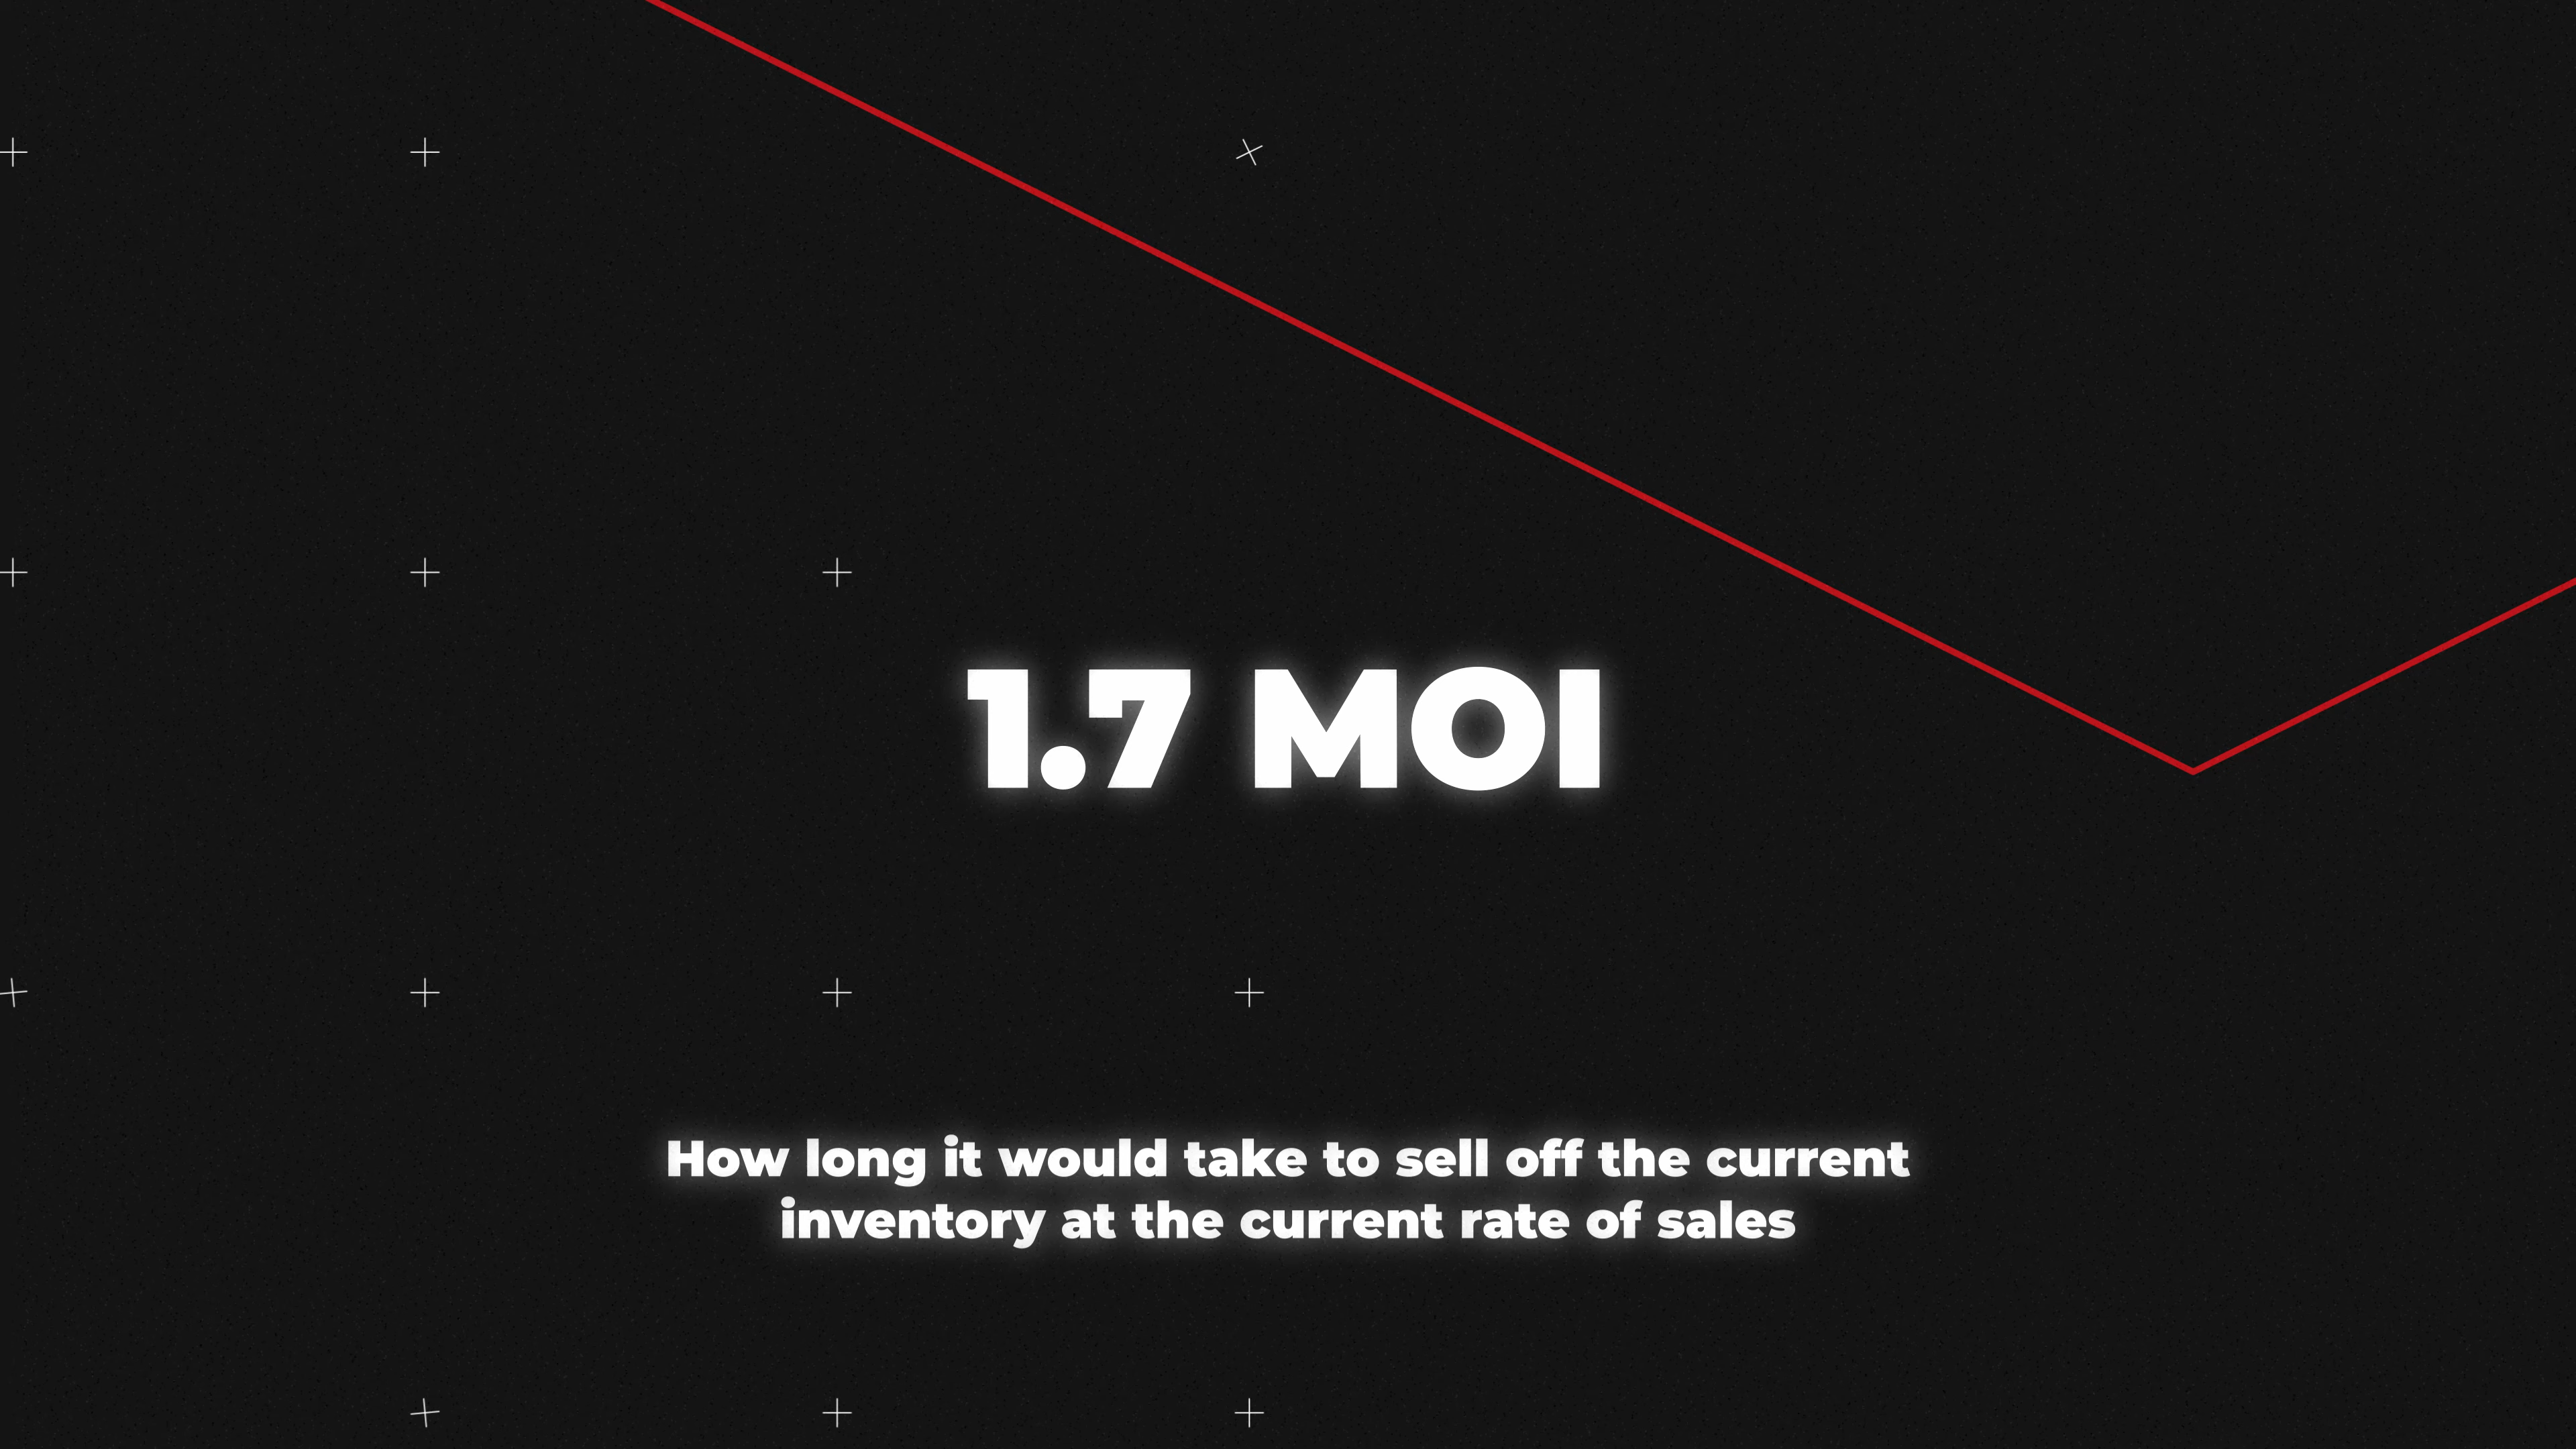 1.7 MOI
How long it would take to sell off the current
inventory at the current rate of sales